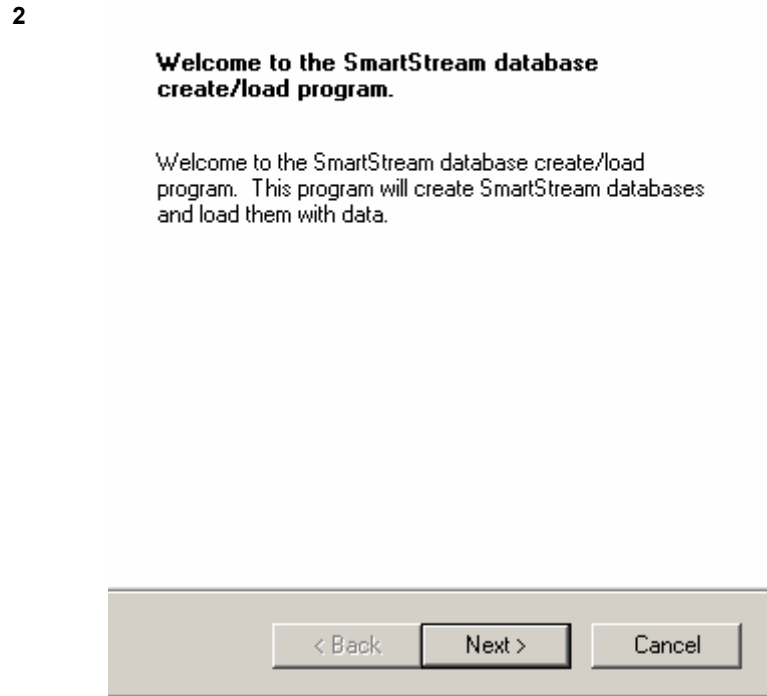 2
Welcome to the SmartStream database
create/load program.
Welcome to the SmartStream database create/load
program. This program will create SmartStream databases
and load them with data.
< Back
Next >
Cancel